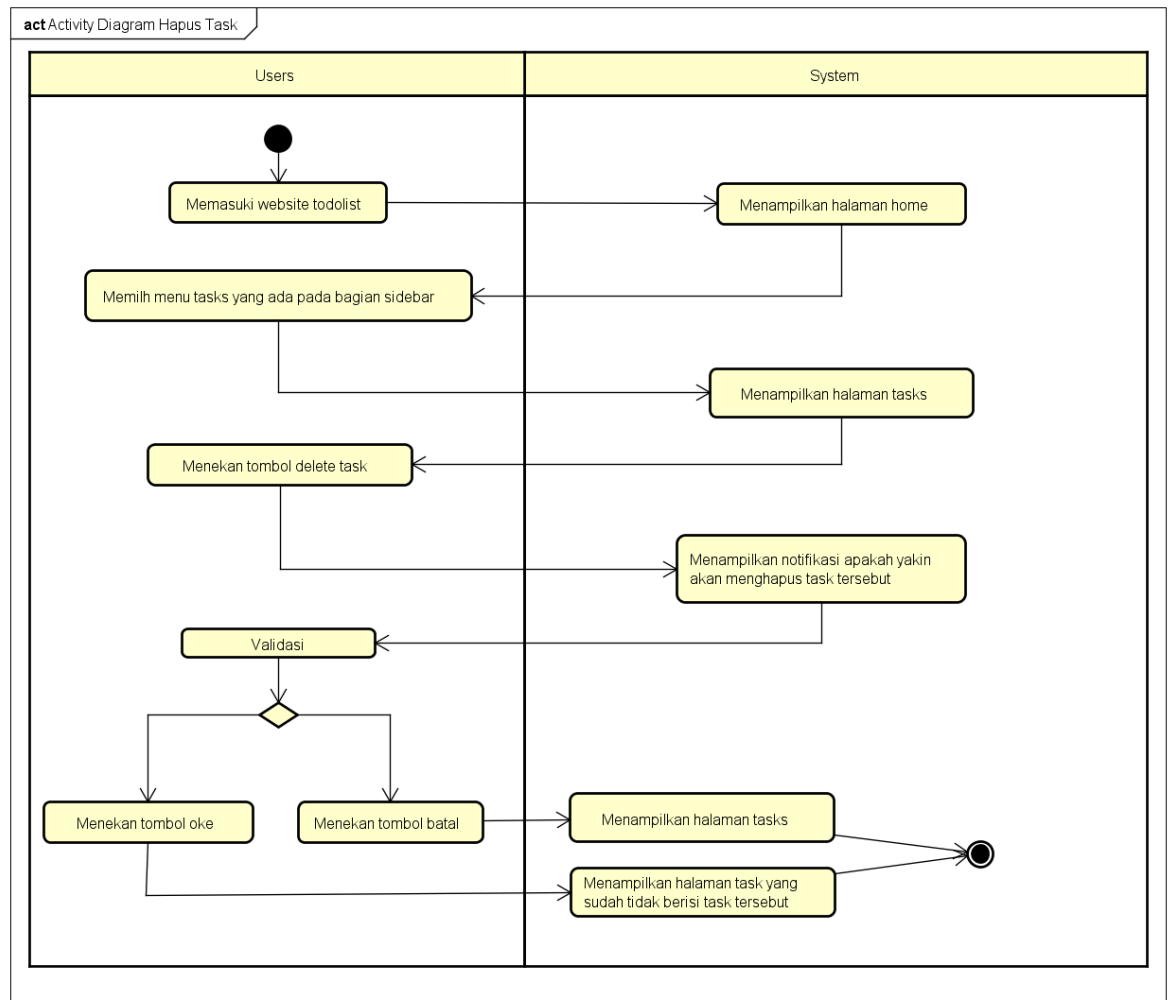 act Activity Diagram Hapus Task
Users
System
Memasuki website todolist
Menampilkan halaman home
Memilh menu tasks yang ada pada bagian sidebar
Menampilkan halaman tasks
Menekan tombol delete task
Menampilkan notifikasi apakah yakin
akan menghapus task tersebut
Validasi
Menekan tombol oke
Menekan tombol batal
Menampilkan halaman tasks
Menampilkan halaman task yang
sudah tidak berisi task tersebut